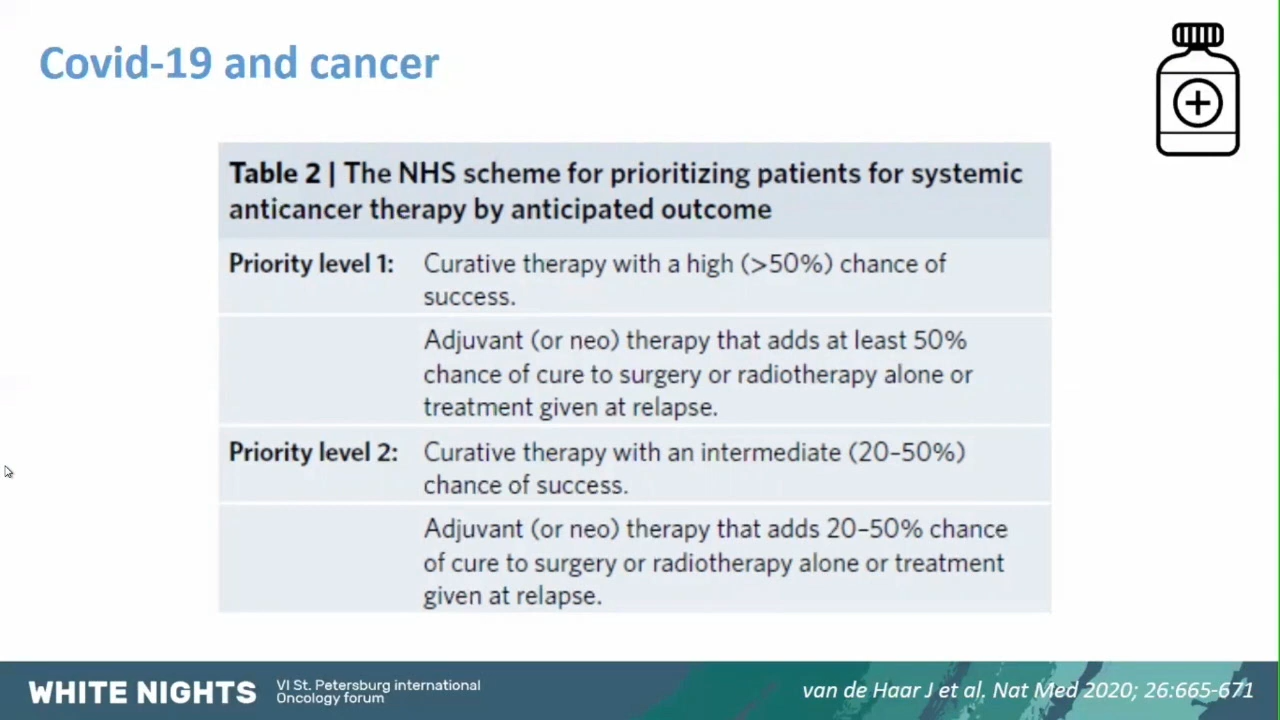 Covid-19 and cancer
Table 2 | The NHS scheme for prioritizing patients for systemic
anticancer therapy by anticipated outcome
Priority level 1: Curative therapy with a high (>50%) chance of
success.
Adjuvant (or neo) therapy that adds at least 50%
chance of cure to surgery or radiotherapy alone or
treatment given at relapse.
Priority level 2: Curative therapy with an intermediate (20–50%)
chance of success.
Adjuvant (or neo) therapy that adds 20–50% chance
of cure to surgery or radiotherapy alone or treatment
given at relapse.
WHITE NIGHTS
VI St. Petersburg international
Oncology forum
van de Haar J et al. Nat Med 2020; 26:665-671